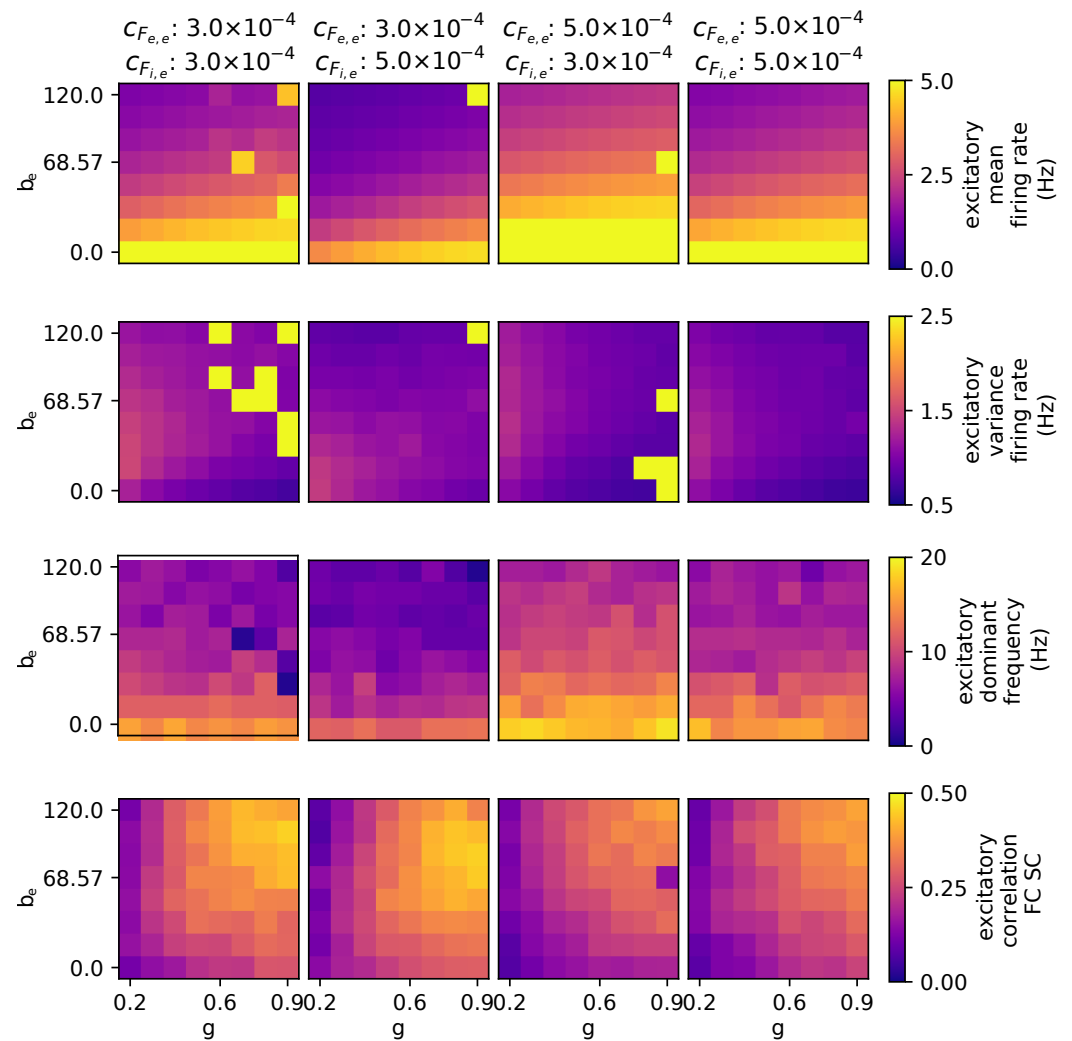 c_{F_{e,e}}: 3.0×10^{−4} c_{F_{e,e}}: 3.0×10^{−4} c_{F_{e,e}}: 5.0×10^{−4} c_{F_{e,e}}: 5.0×10^{−4}
c_{F_{i,e}}: 3.0×10^{−4} c_{F_{i,e}}: 5.0×10^{−4} c_{F_{i,e}}: 3.0×10^{−4} c_{F_{i,e}}: 5.0×10^{−4}
120.0
68.57
0.0
b_e
5.0
2.5
0.0
excitatory
mean
firing rate
(Hz)
120.0
68.57
0.0
b_e
2.5
1.5
0.5
excitatory
variance
firing rate
(Hz)
120.0
68.57
0.0
b_e
20
10
0
excitatory
dominant
frequency
(Hz)
120.0
68.57
0.0
b_e
0.50
0.25
0.00
excitatory
correlation
FC SC
0.2 0.6 0.9 0.2 0.6 0.9 0.2 0.6 0.9 0.2 0.6 0.9
g g g g